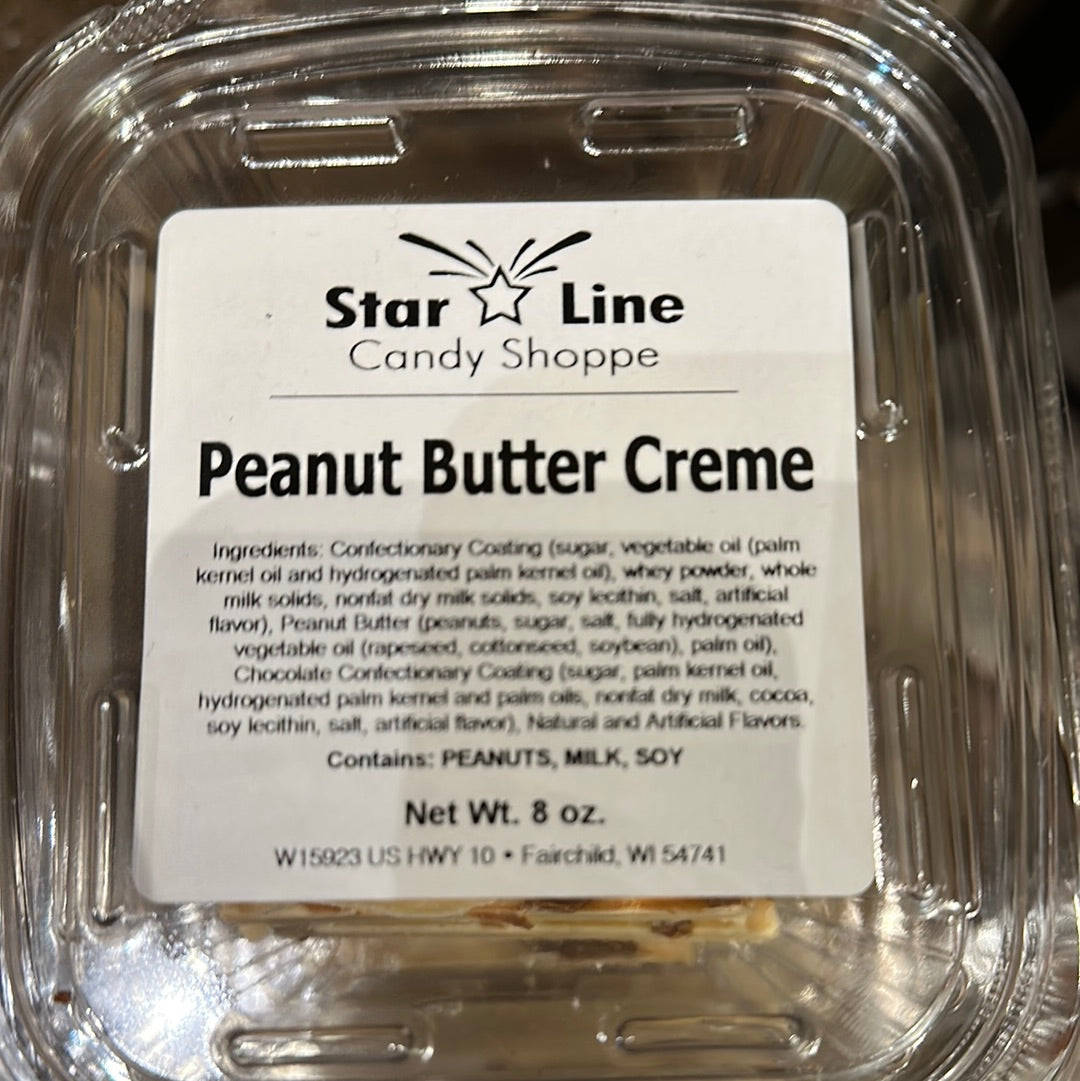 Star Line
Candy Shoppe
Peanut Butter Creme
Ingredients: Confectionary Coating (sugar, vegetable oil (palm
kernel oil and hydrogenated palm kernel oil), whey powder, whole
milk solids, nonfat dry milk solids, soy lecithin, salt, artificial
flavor), Peanut Butter (peanuts, sugar, salt, fully hydrogenated
vegetable oil (rapeseed, cottonseed, soybean), palm oil),
Chocolate Confectionary Coating (sugar, palm kernel oil,
hydrogenated palm kernel and palm oils, nonfat dry milk, cocoa,
soy lecithin, salt, artificial flavor), Natural and Artificial Flavors.
Contains: PEANUTS, MILK, SOY
Net Wt. 8 oz.
W15923 US HWY 10 • Fairchild, WI 54741